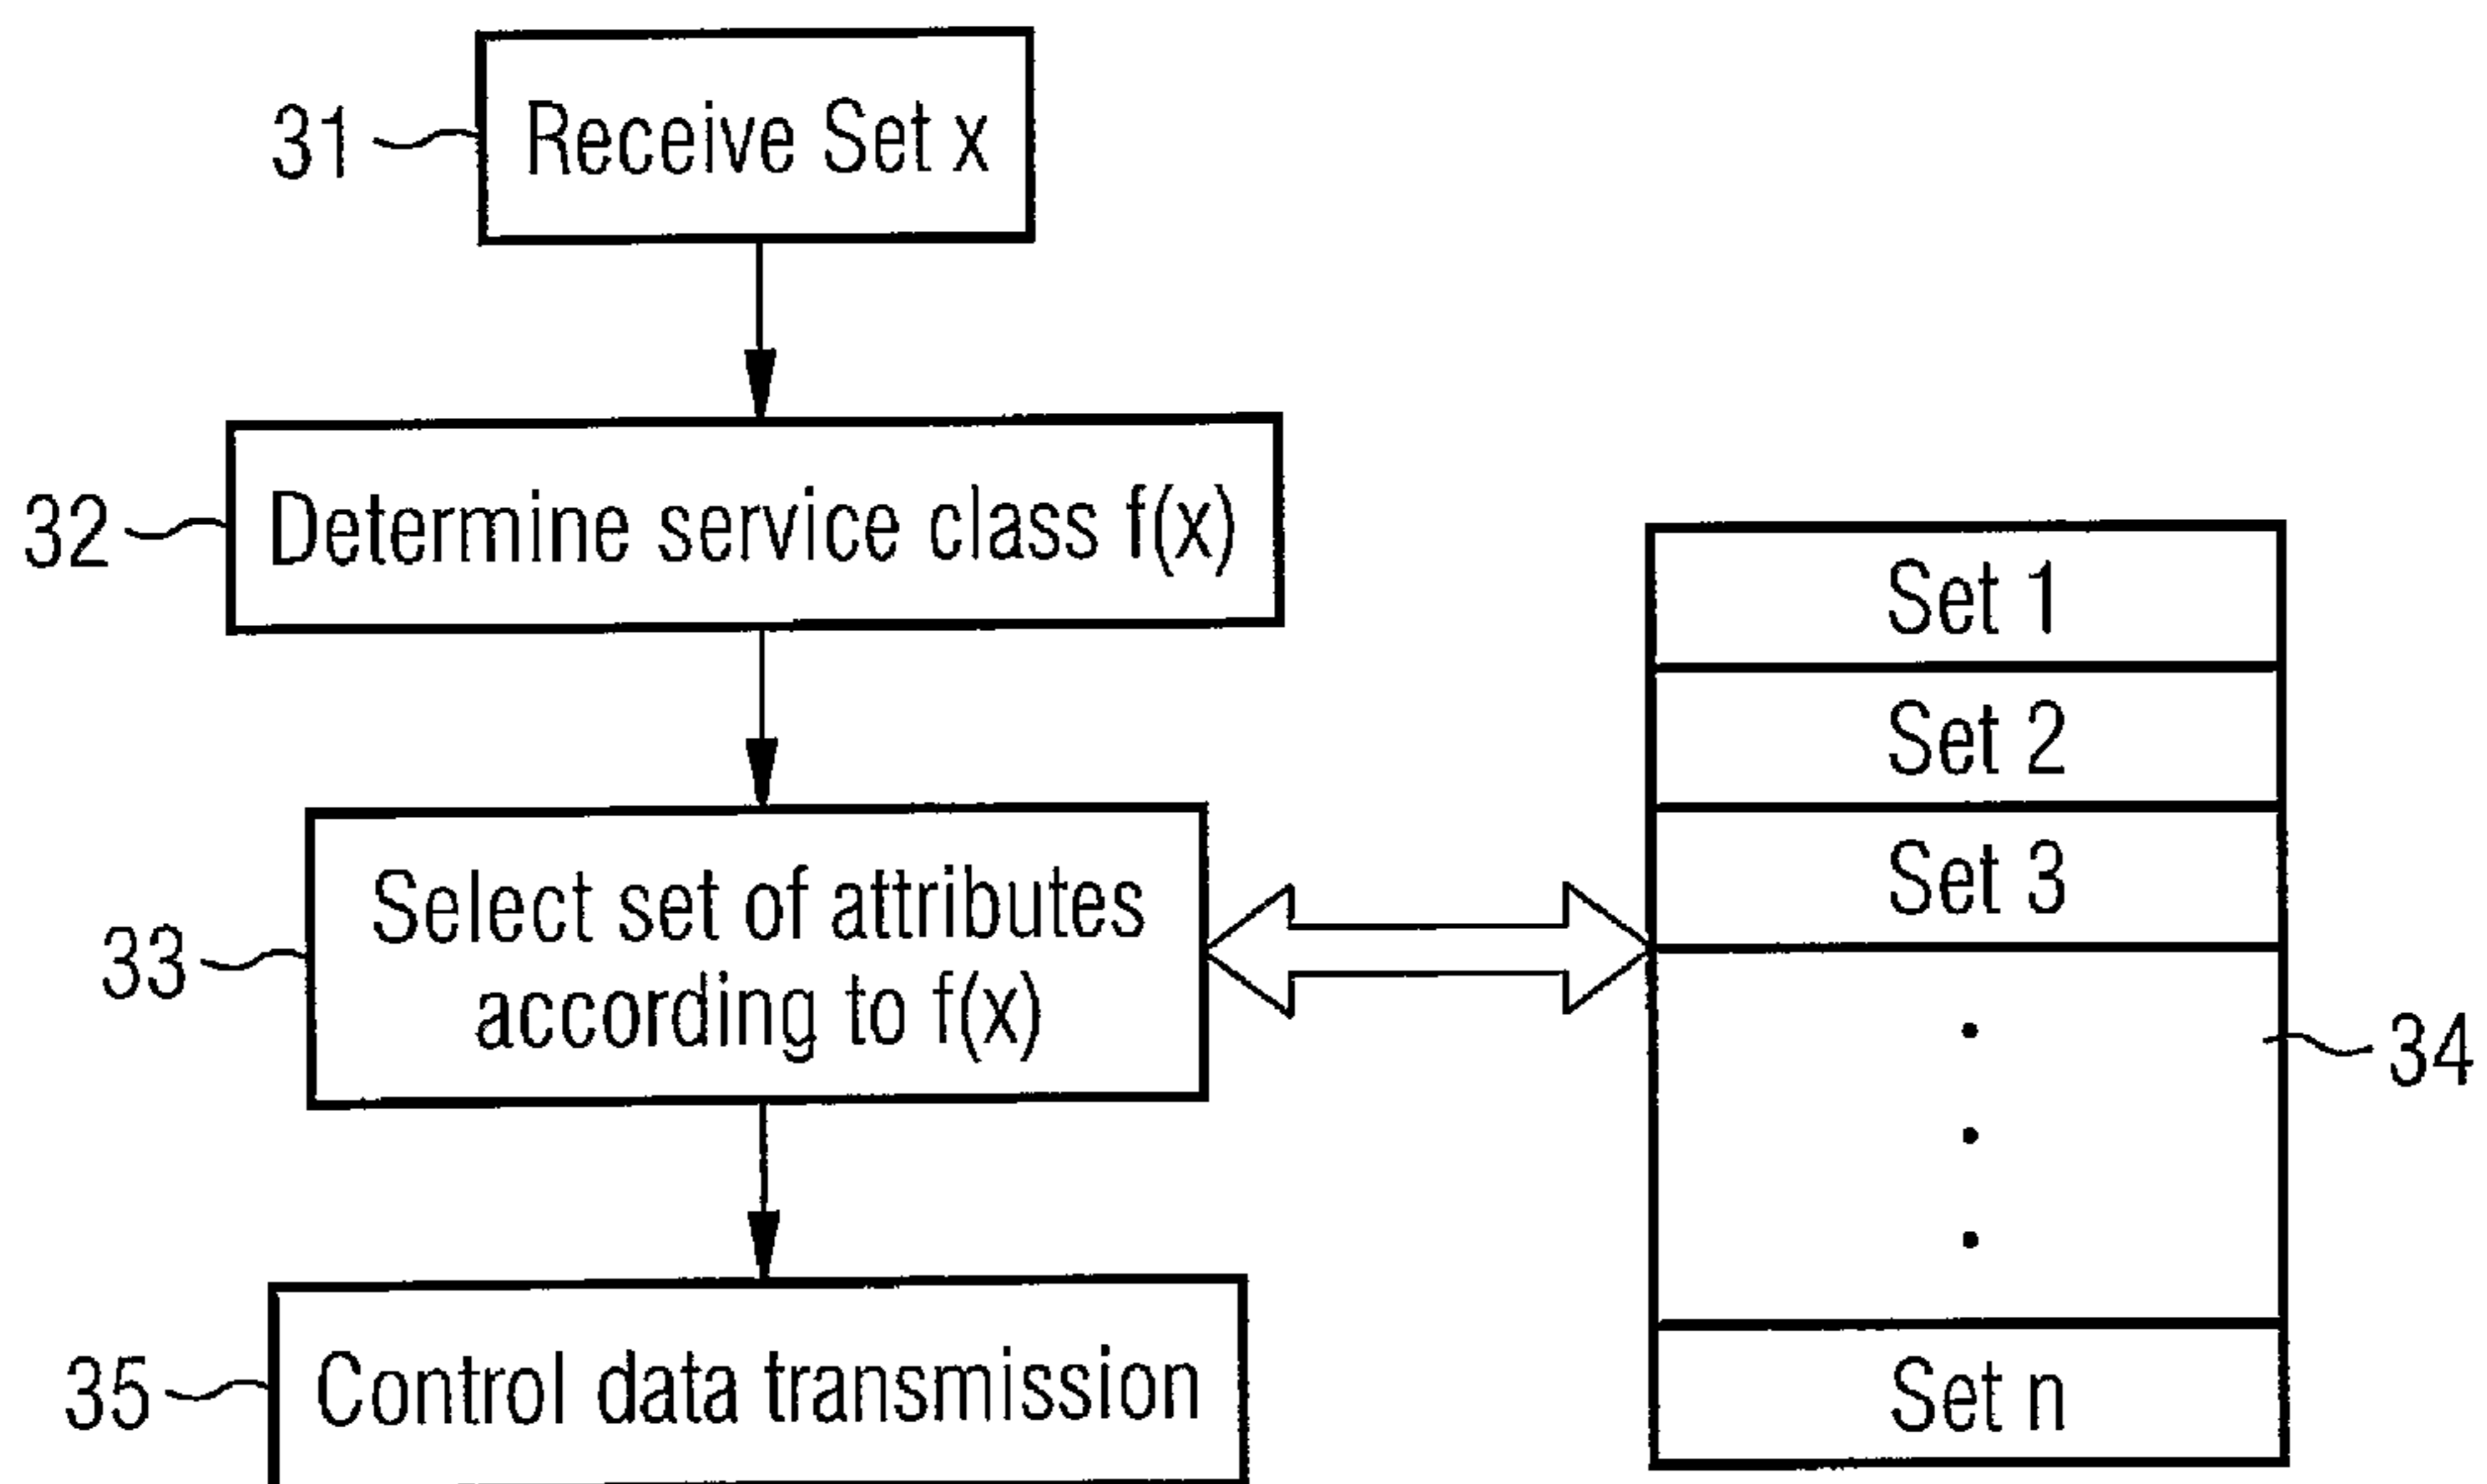 31
Receive Set x
32
Determine service class f(x)
33
Select set of attributes
according to f(x)
35
Control data transmission
Set 1
Set 2
Set 3
34
Set n